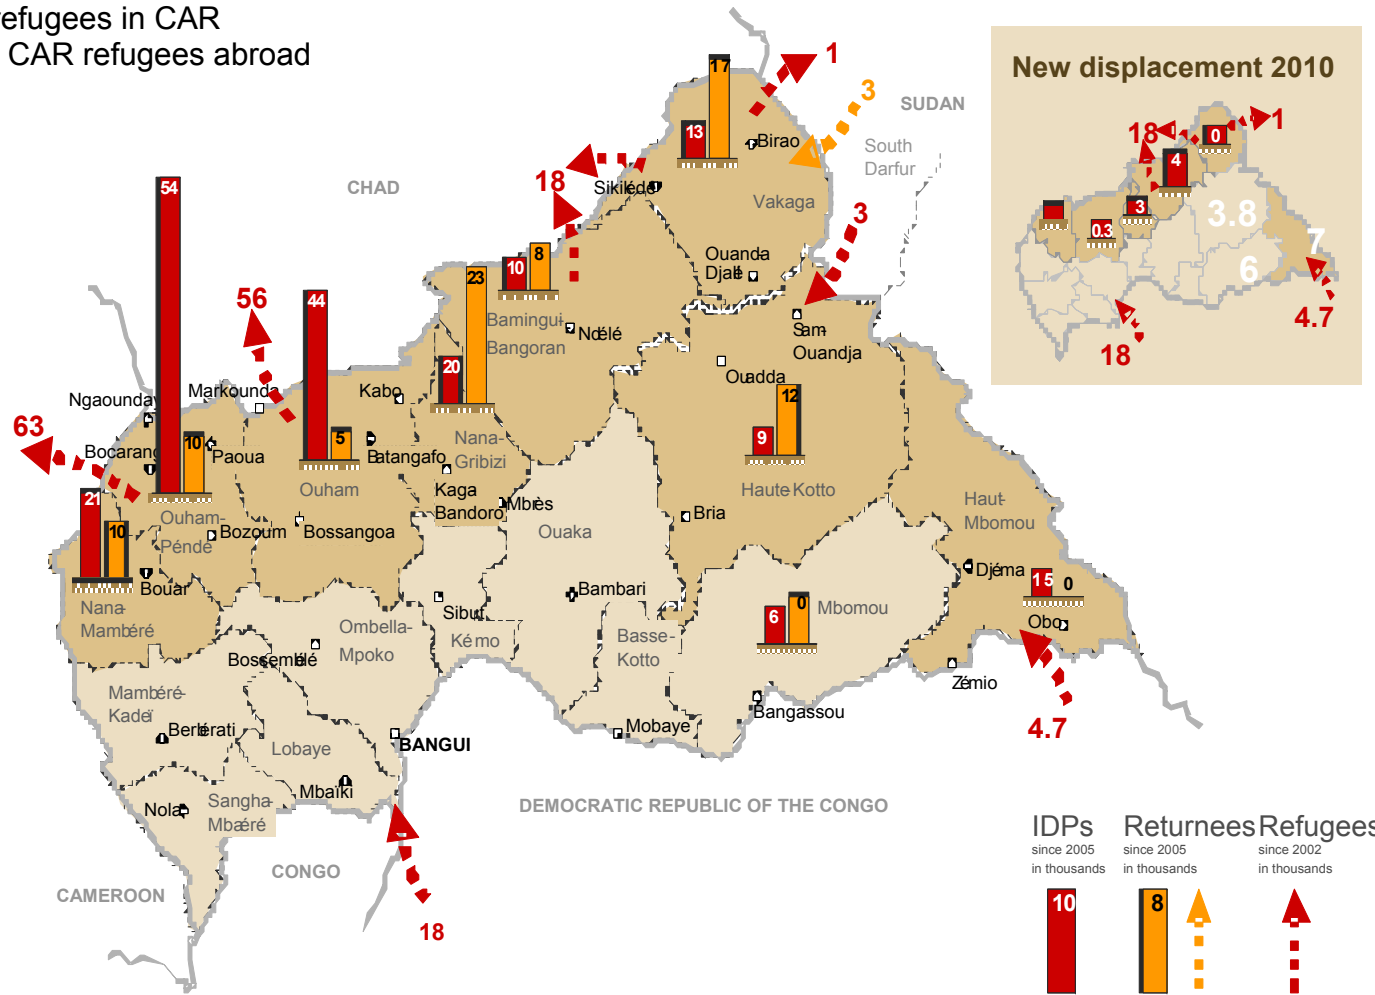 refugees in CAR
CAR refugees abroad
New displacement 2010
18
1
0
4
3
0.3
3.8
7
6
4.7
18
17
13
1
3
SUDAN
South
Darfur
Birao
Vakaga
CHAD
18
Sikikédé
3
Ouanda
Djallé
54
10
8
23
20
Bamingui-
Bangoran
Ndélé
Sam-
Ouandja
Ouadda
56
44
5
Ngaoundaye
Markounda
Kabo
63
Bocaranga
10
Paoua
Batangafo
Nana-
Gribizi
12
9
21
10
Ouham-
Péndé
Ouham
Kaga
Bandoro
Mbrès
Haute Kotto
Haut-
Mbomou
Bozoum
Bossangoa
Ouaka
Bria
Bouar
Nana-
Mambéré
Sibut
Kémo
Bambari
Basse-
Kotto
6
0
Mbomou
Djéma
15
0
Obo
Ombella-
Mpoko
Bossembélé
Mambéré-
Kadeï
Berbérati
Lobaye
BANGUI
Mobaye
Bangassou
Zémio
4.7
Mbaïki
Nola
Sangha-
Mbaéré
DEMOCRATIC REPUBLIC OF THE CONGO
CONGO
CAMEROON
18
IDPs
since 2005
in thousands
10
Returnees
since 2005
in thousands
8
Refugees
since 2002
in thousands